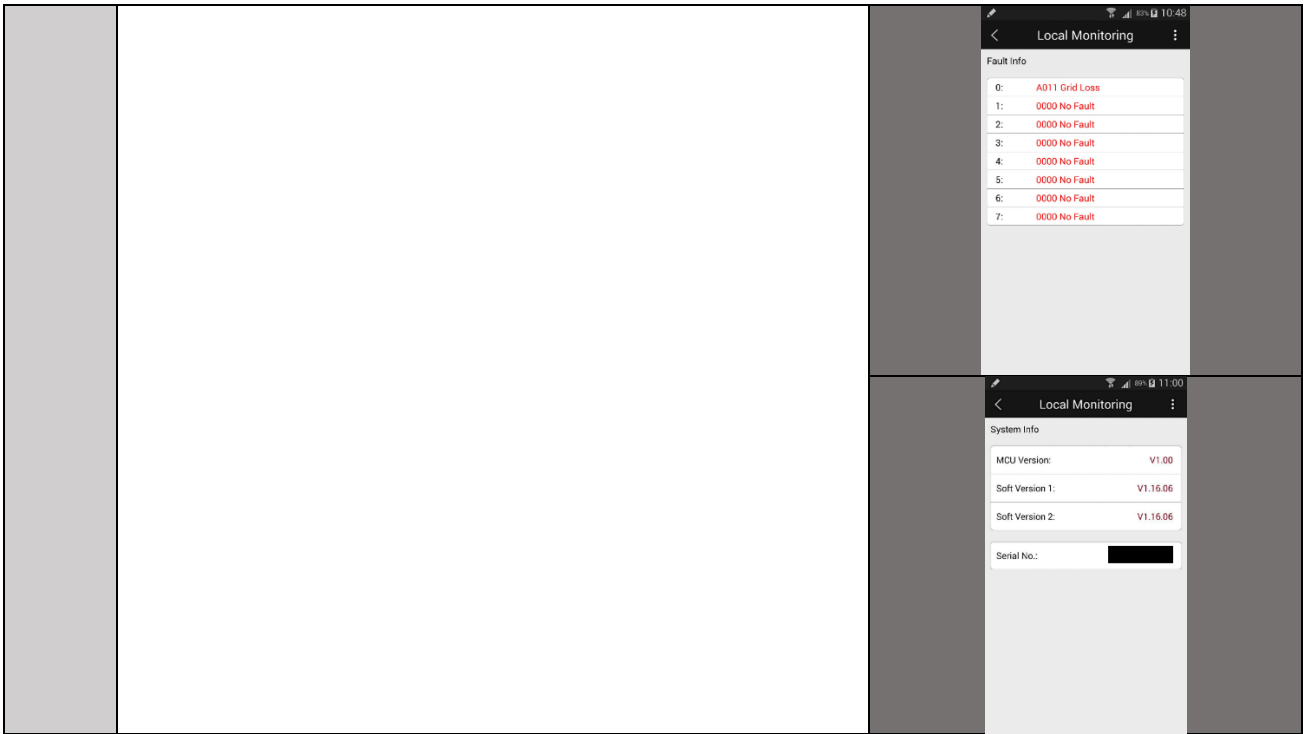 83% 10:48
Local Monitoring
Fault Info
0: A011 Grid Loss
1: 0000 No Fault
2: 0000 No Fault
3: 0000 No Fault
4: 0000 No Fault
5: 0000 No Fault
6: 0000 No Fault
7: 0000 No Fault
89% 11:00
Local Monitoring
System Info
MCU Version: V1.00
Soft Version 1: V1.16.06
Soft Version 2: V1.16.06
Serial No.: